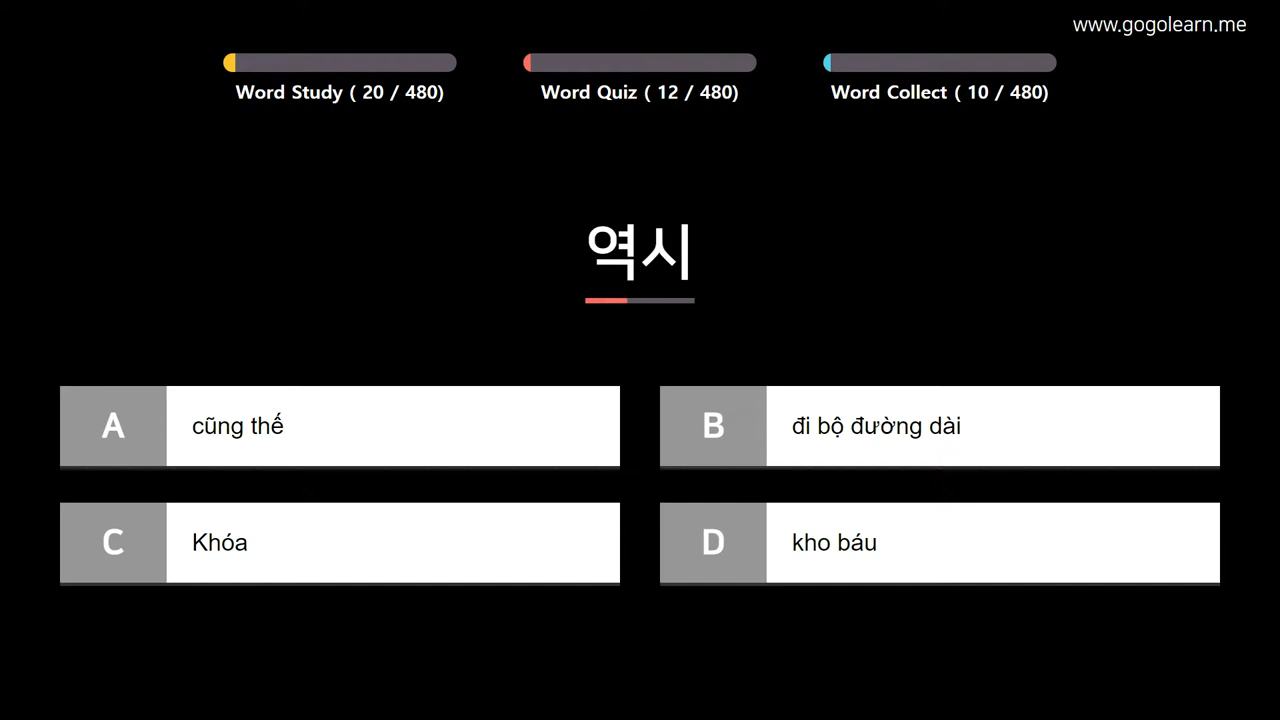 www.gogolearn.me
Word Study ( 20 / 480)
Word Quiz ( 12 / 480)
Word Collect ( 10 / 480)
역시
A
cũng thế
B
đi bộ đường dài
C
Khóa
D
kho báu